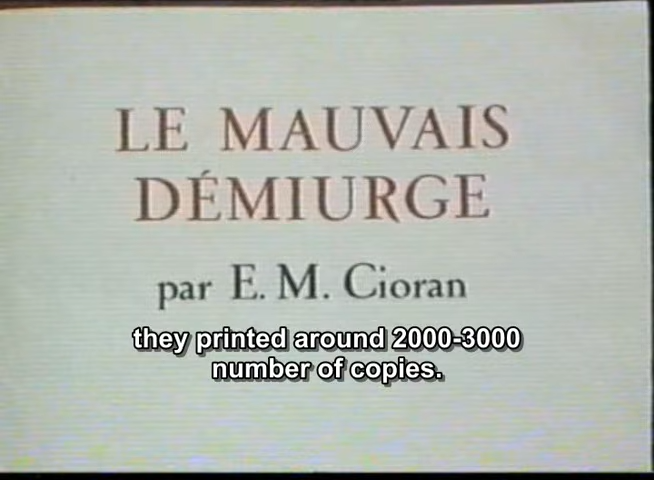 LE MAUVAIS
DÉMIURGE
par E. M. Cioran
they printed around 2000-3000
number of copies.